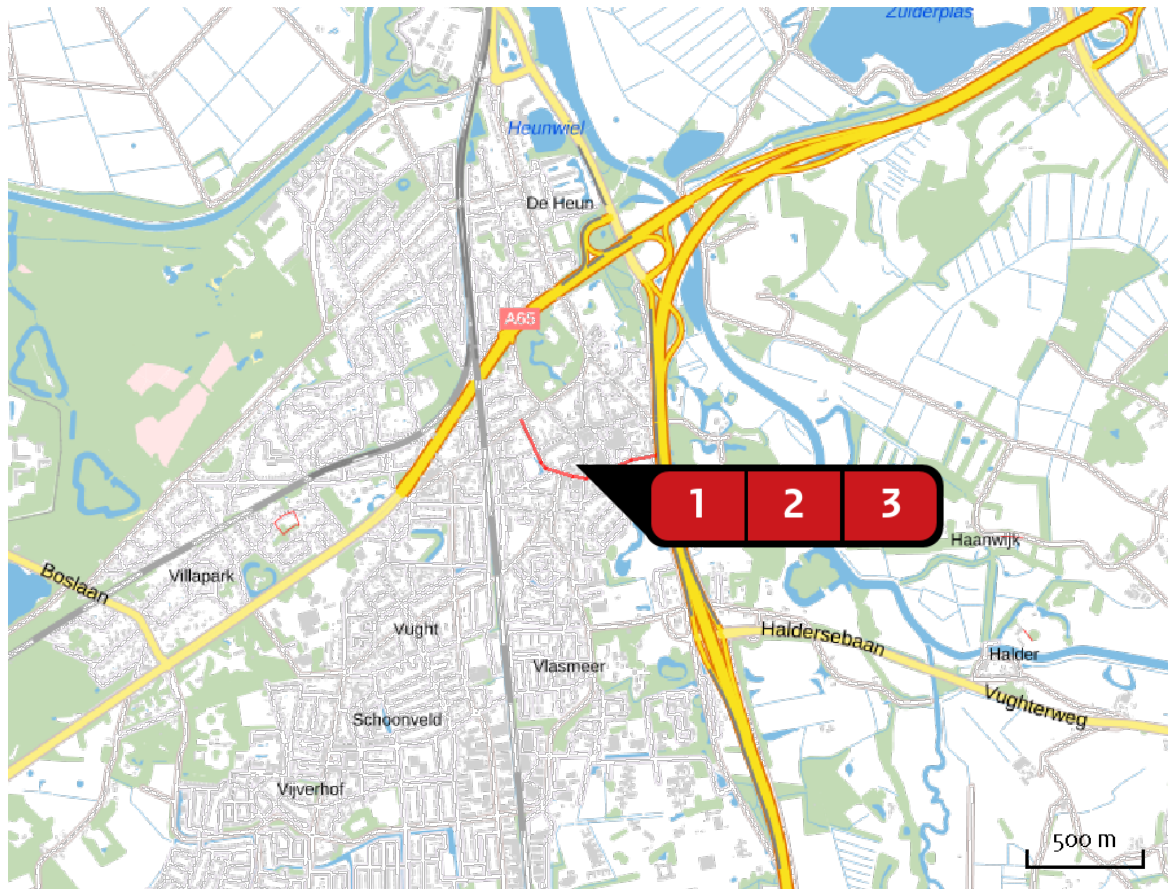 Zuiderplas
Heunwiel
De Heun
A65
1 2 3
Haanwijk
Boslaan
Villapark
Vught
Haldersebaan
Halder
Vlasmeer
Vughterweg
Schoonveld
Vijverhof
500 m